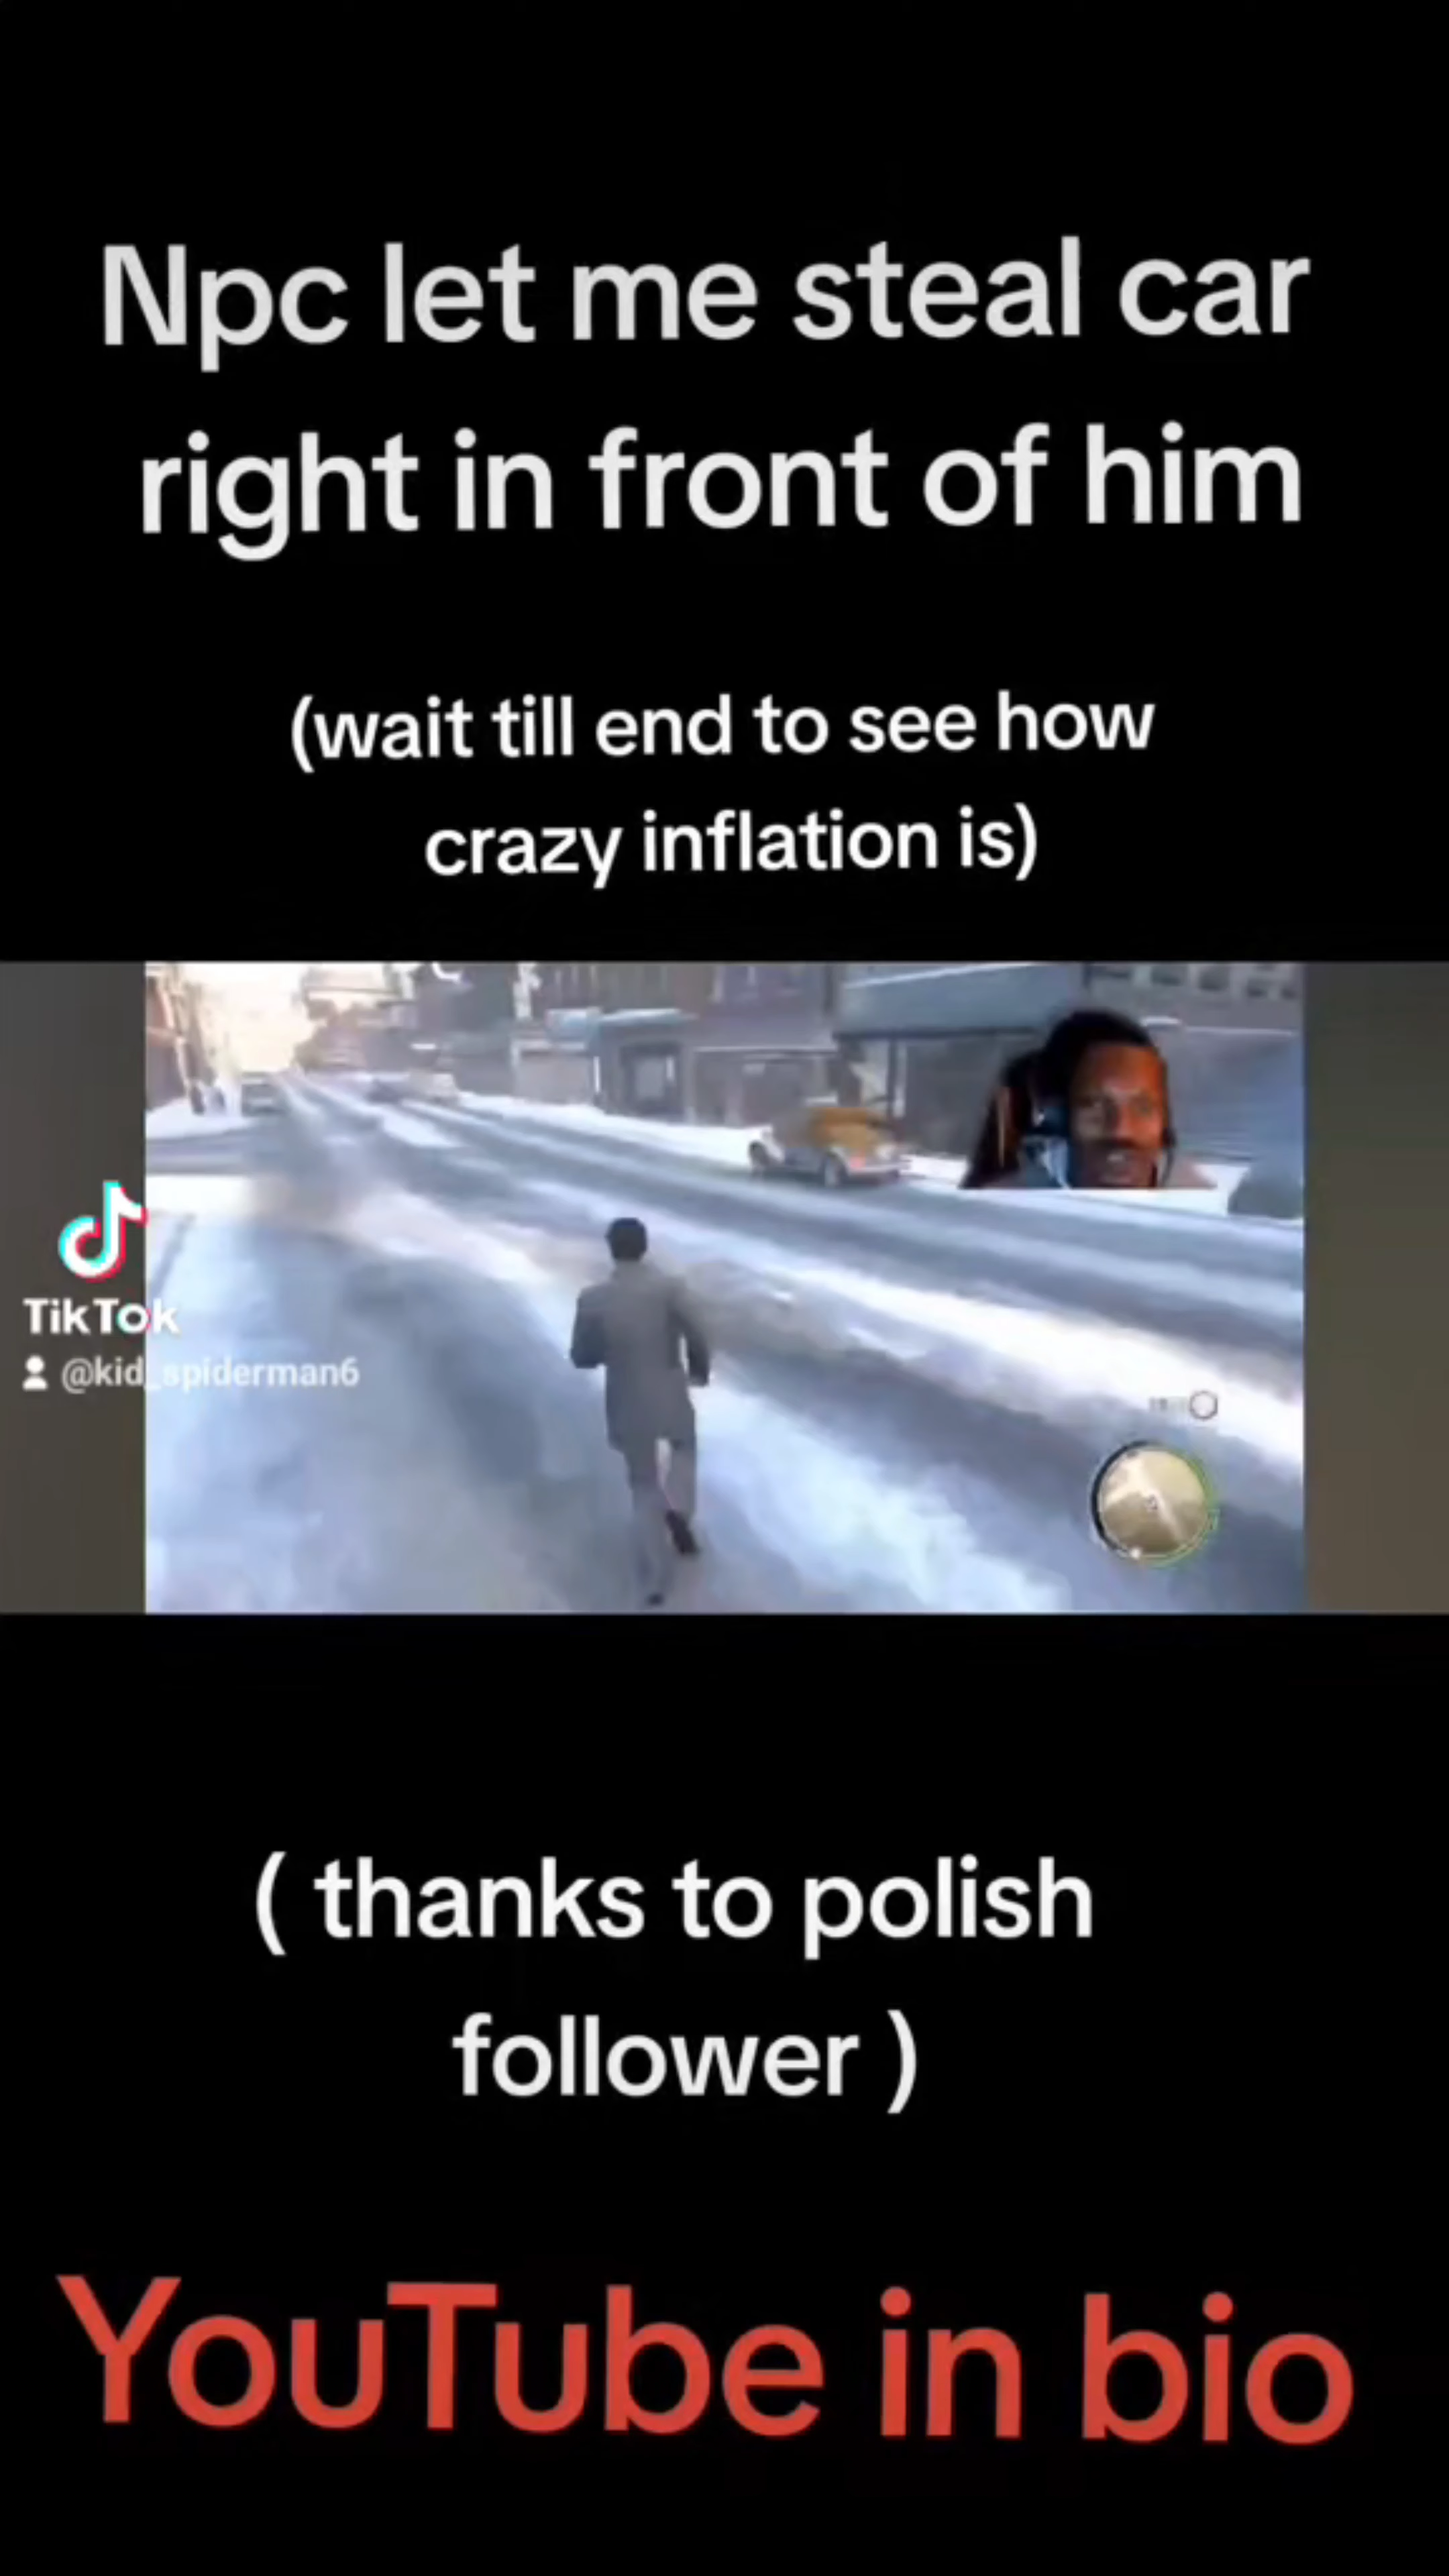 Npc let me steal car
right in front of him
(wait till end to see how
crazy inflation is)
TikTok
@kid_spiderman6
( thanks to polish
follower )
YouTube in bio